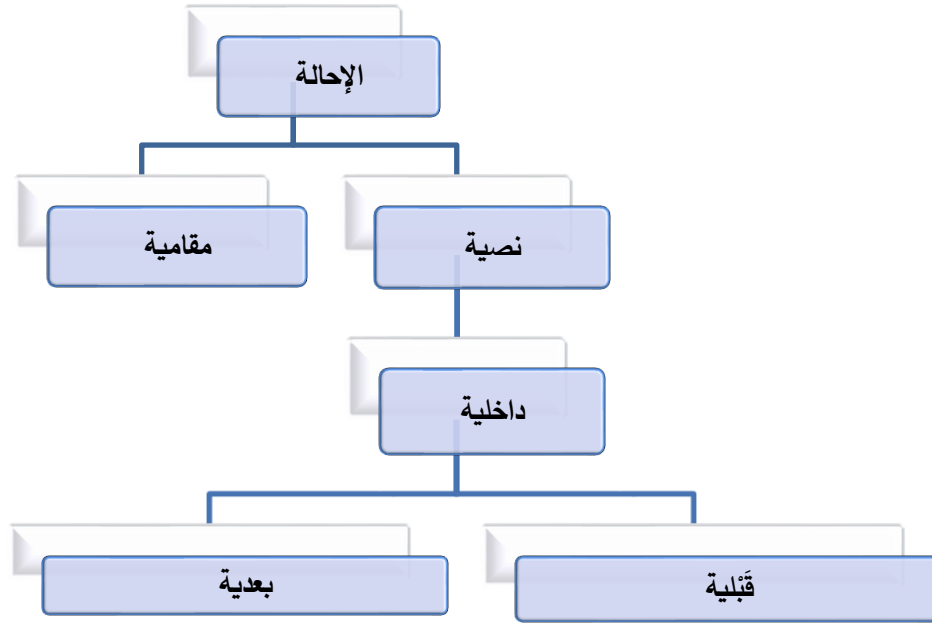 الإحالة
نصية
مقامية
داخلية
قَبْلية
بعدية